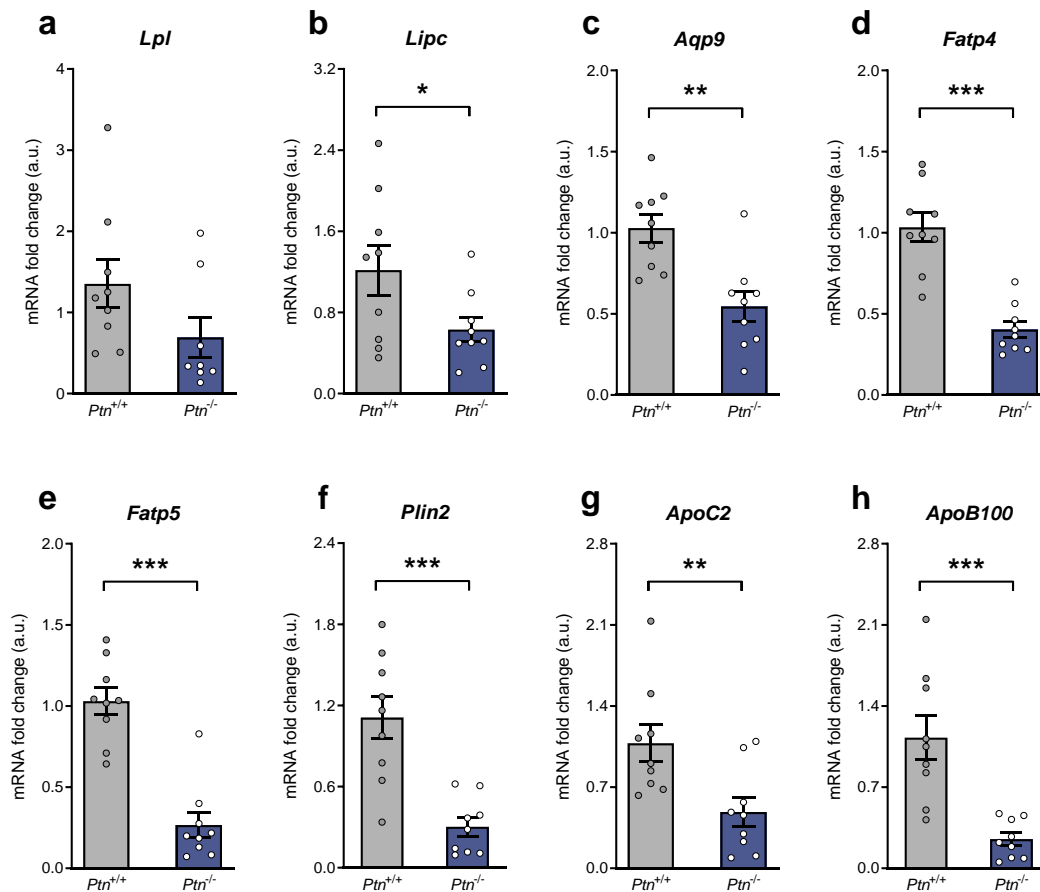 a
Lpl
mRNA fold change (a.u.)
4
3
2
1
0
Ptn+/+
Ptn-/-
b
Lipc
*
mRNA fold change (a.u.)
3.2
2.4
1.6
0.8
0.0
Ptn+/+
Ptn-/-
c
Aqp9
**
mRNA fold change (a.u.)
2.0
1.5
1.0
0.5
0.0
Ptn+/+
Ptn-/-
d
Fatp4
***
mRNA fold change (a.u.)
2.0
1.5
1.0
0.5
0.0
Ptn+/+
Ptn-/-
e
Fatp5
***
mRNA fold change (a.u.)
2.0
1.5
1.0
0.5
0.0
Ptn+/+
Ptn-/-
f
Plin2
***
mRNA fold change (a.u.)
2.4
1.8
1.2
0.6
0.0
Ptn+/+
Ptn-/-
g
ApoC2
**
mRNA fold change (a.u.)
2.8
2.1
1.4
0.7
0.0
Ptn+/+
Ptn-/-
h
ApoB100
***
mRNA fold change (a.u.)
2.8
2.1
1.4
0.7
0.0
Ptn+/+
Ptn-/-